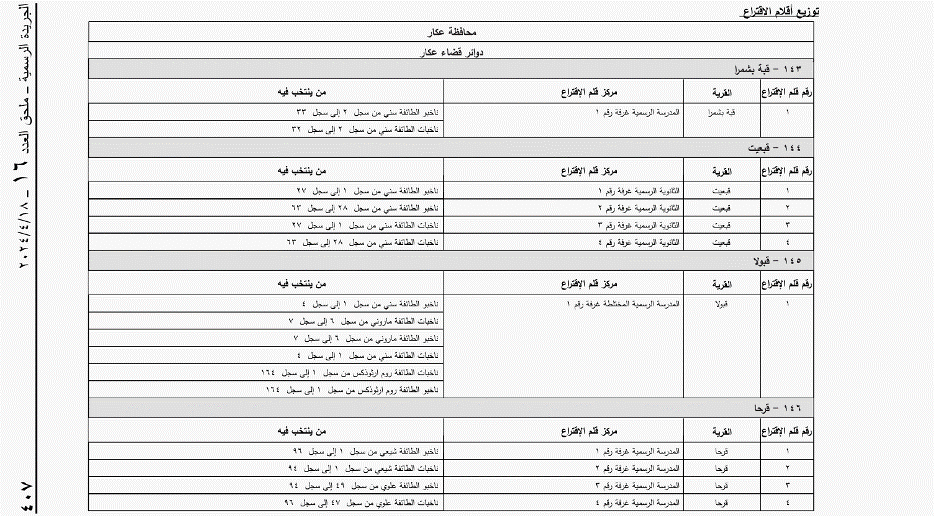 الجريدة الرسمية - ملحق العدد ١٦ - ٢٠٢٤/٤/١٨
توزيع أقلام الاقتراع
محافظة عكار
دوائر قضاء عكار
١٤٣ - قبة بشمرا
رقم قلم الإقتراع القرية مركز قلم الإقتراع من ينتخب فيه
١ قبة بشمرا المدرسة الرسمية غرفة رقم ١ ناخبو الطائفة سني من سجل ٢ إلى سجل ٣٣
ناخبات الطائفة سني من سجل ٢ إلى سجل ٣٢
١٤٤ - قبعيت
رقم قلم الإقتراع القرية مركز قلم الإقتراع من ينتخب فيه
١ قبعيت الثانوية الرسمية غرفة رقم ١ ناخبو الطائفة سني من سجل ١ إلى سجل ٢٧
٢ قبعيت الثانوية الرسمية غرفة رقم ٢ ناخبو الطائفة سني من سجل ٢٨ إلى سجل ٦٣
٣ قبعيت الثانوية الرسمية غرفة رقم ٣ ناخبات الطائفة سني من سجل ١ إلى سجل ٢٧
٤ قبعيت الثانوية الرسمية غرفة رقم ٤ ناخبات الطائفة سني من سجل ٢٨ إلى سجل ٦٣
١٤٥ - قبولا
رقم قلم الإقتراع القرية مركز قلم الإقتراع من ينتخب فيه
١ قبولا المدرسة الرسمية المختلطة غرفة رقم ١ ناخبو الطائفة سني من سجل ١ إلى سجل ٤
ناخبات الطائفة ماروني من سجل ٦ إلى سجل ٧
ناخبو الطائفة ماروني من سجل ٦ إلى سجل ٧
ناخبات الطائفة سني من سجل ١ إلى سجل ٤
ناخبات الطائفة روم ارثوذكس من سجل ١ إلى سجل ١٦٤
ناخبو الطائفة روم ارثوذكس من سجل ١ إلى سجل ١٦٤
١٤٦ - قرحا
رقم قلم الإقتراع القرية مركز قلم الإقتراع من ينتخب فيه
١ قرحا المدرسة الرسمية غرفة رقم ١ ناخبو الطائفة شيعي من سجل ١ إلى سجل ٩٦
٢ قرحا المدرسة الرسمية غرفة رقم ٢ ناخبات الطائفة شيعي من سجل ١ إلى سجل ٩٤
٣ قرحا المدرسة الرسمية غرفة رقم ٣ ناخبو الطائفة علوي من سجل ٤٩ إلى سجل ٩٤
٤ قرحا المدرسة الرسمية غرفة رقم ٤ ناخبات الطائفة علوي من سجل ٤٧ إلى سجل ٩٦
٤٠٧